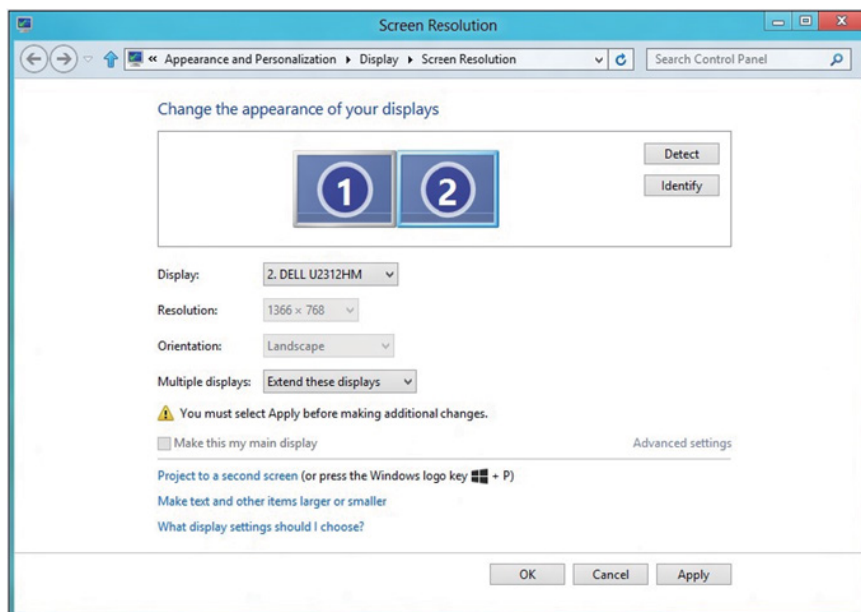 Screen Resolution
« Appearance and Personalization ▸ Display ▸ Screen Resolution
Search Control Panel
Change the appearance of your displays
1 2
Detect
Identify
Display: 2. DELL U2312HM
Resolution: 1366 × 768
Orientation: Landscape
Multiple displays: Extend these displays
You must select Apply before making additional changes.
Make this my main display
Advanced settings
Project to a second screen (or press the Windows logo key + P)
Make text and other items larger or smaller
What display settings should I choose?
OK Cancel Apply